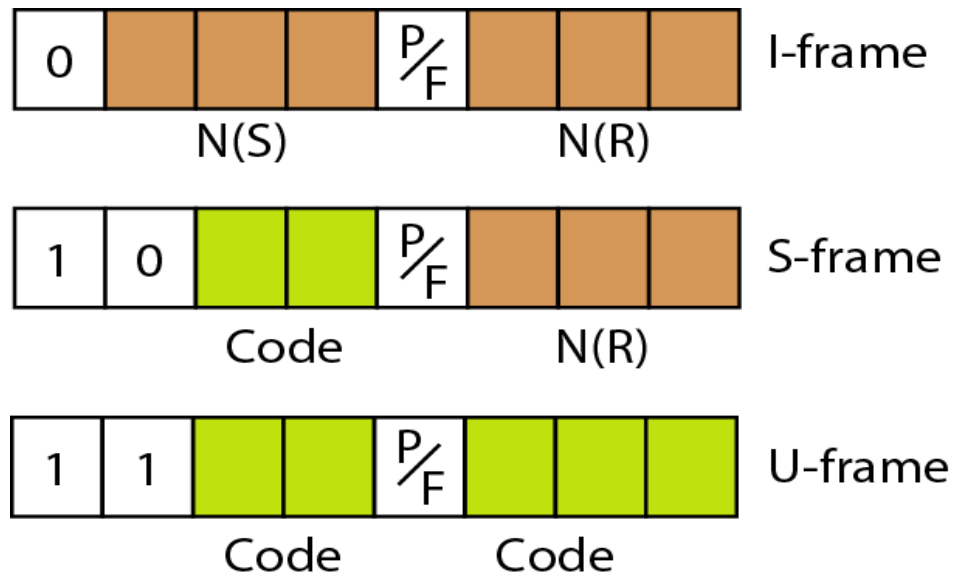 0 P/F I-frame
N(S) N(R)
1 0 P/F S-frame
Code N(R)
1 1 P/F U-frame
Code Code